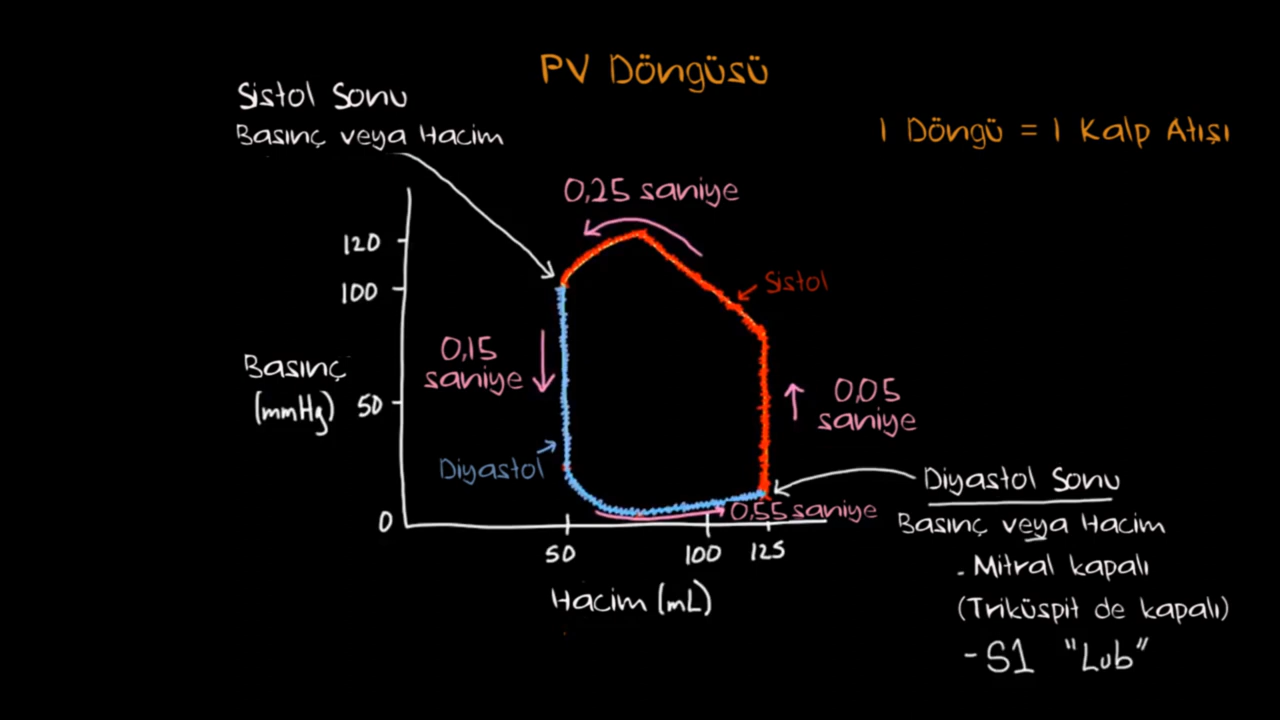 PV Döngüsü
Sistol Sonu
Basınç veya Hacim
1 Döngü = 1 Kalp Atışı
0,25 saniye
120
100
Sistol
0,15
saniye
Basınç
(mmHg)
50
0,05
saniye
Diyastol
Diyastol Sonu
0
0,55 saniye
Basınç veya Hacim
50
100
125
- Mitral kapalı
Hacim (mL)
(Triküspit de kapalı)
- S1 "Lub"